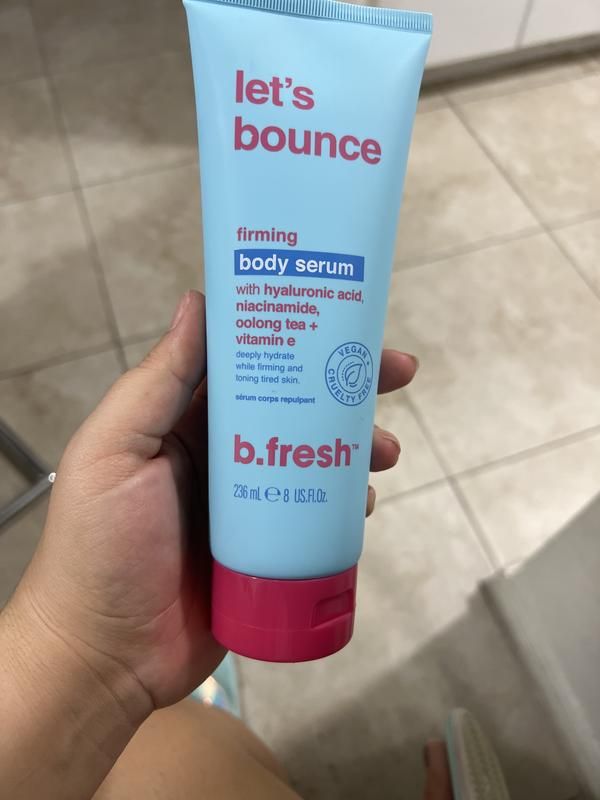 let's
bounce
firming
body serum
with hyaluronic acid,
niacinamide,
oolong tea +
vitamin e
deeply hydrate
while firming and
toning tired skin.
sérum corps repulpant
VEGAN +
CRUELTY FREE
b.fresh™
236 mL ℮ 8 US.Fl.Oz.